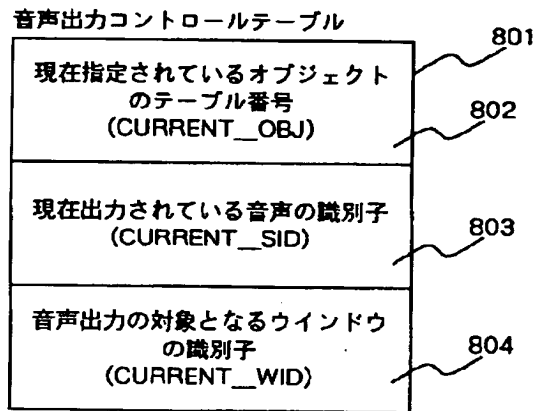 音声出力コントロールテーブル
801
現在指定されているオブジェクト
のテーブル番号
(CURRENT__OBJ)
802
現在出力されている音声の識別子
(CURRENT__SID)
803
音声出力の対象となるウインドウ
の識別子
(CURRENT__WID)
804